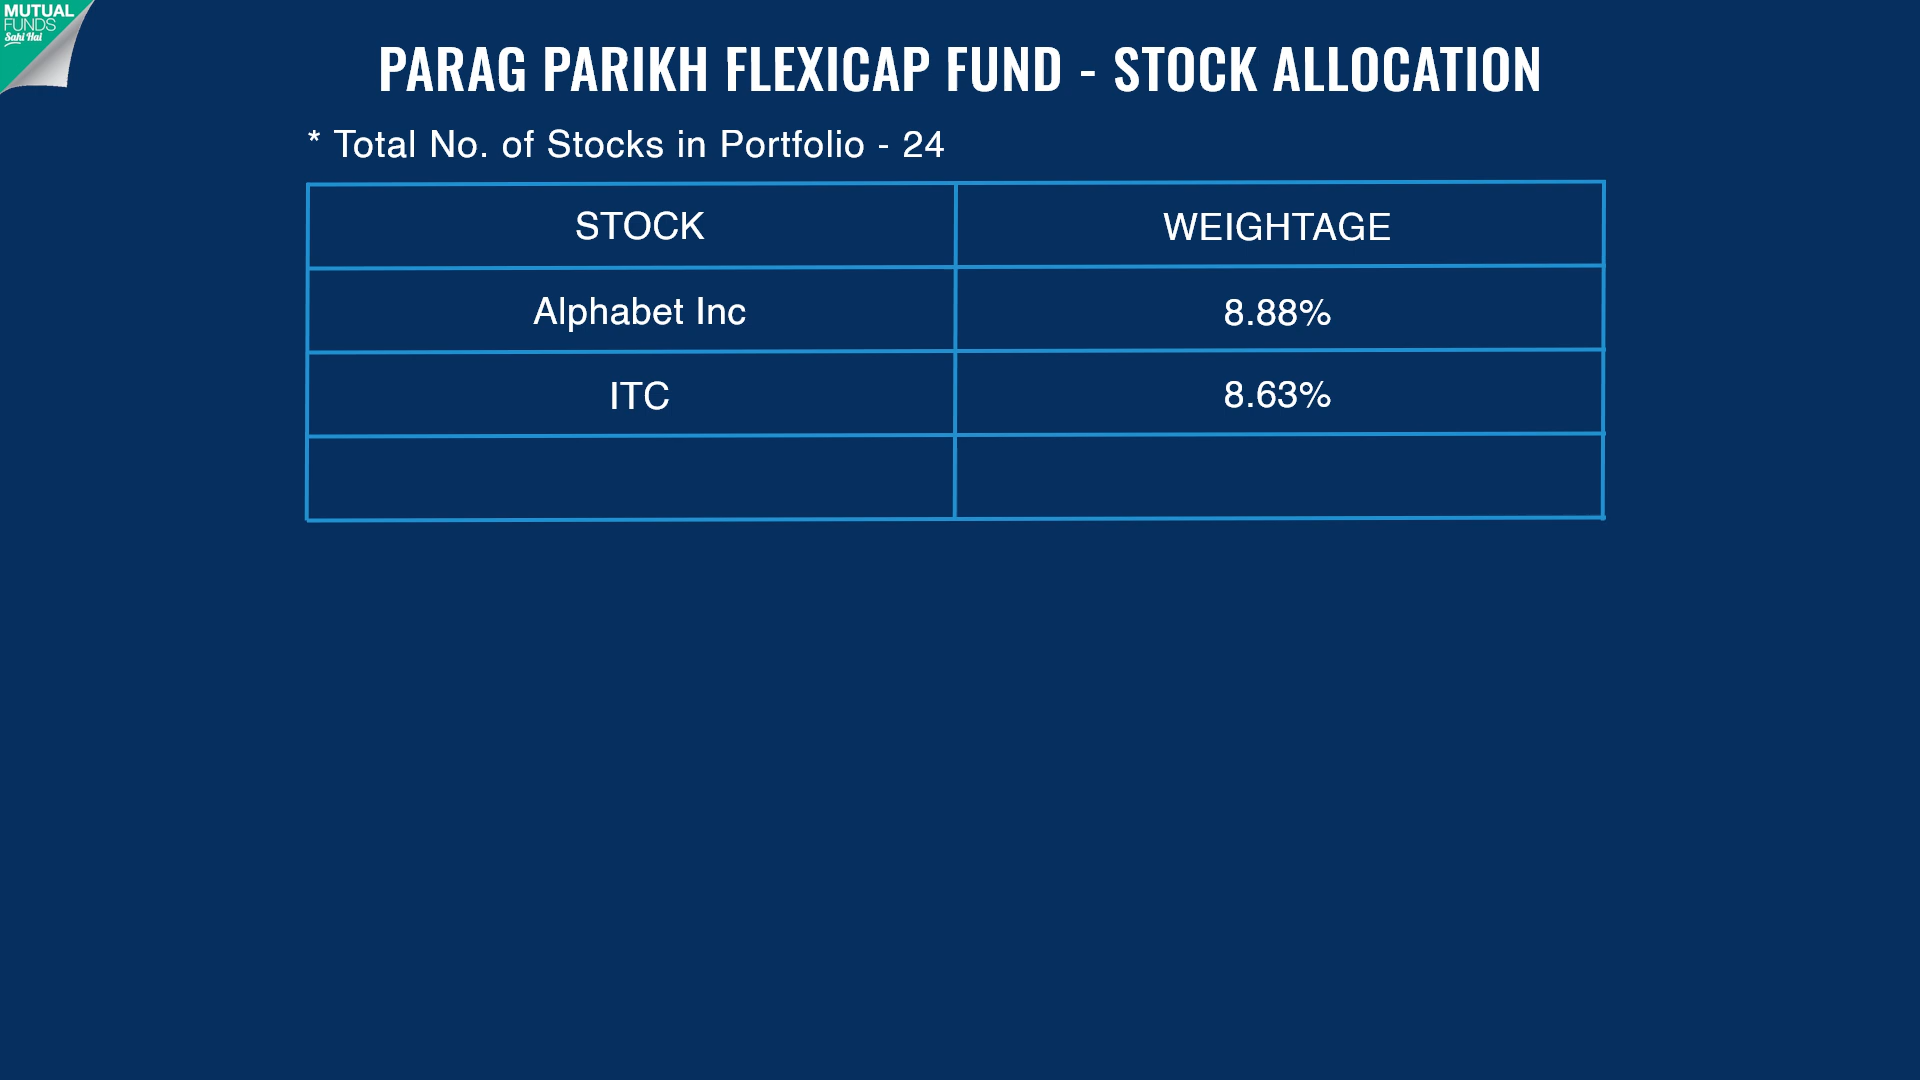 MUTUAL
FUNDS
Sahi Hai
PARAG PARIKH FLEXICAP FUND - STOCK ALLOCATION
* Total No. of Stocks in Portfolio - 24
STOCK WEIGHTAGE
Alphabet Inc 8.88%
ITC 8.63%